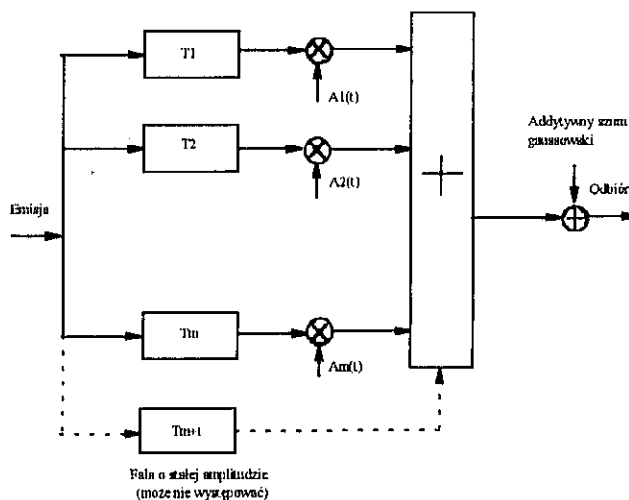 T1
A1(t)
T2
A2(t)
Addytywny szum
gaussowski
Odbiór
Emisja
Tm
Am(t)
Tm+1
Fala o stałej amplitudzie
(może nie występować)